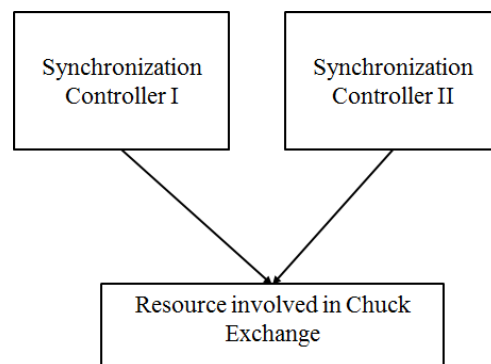 Synchronization
Controller I
Synchronization
Controller II
Resource involved in Chuck
Exchange